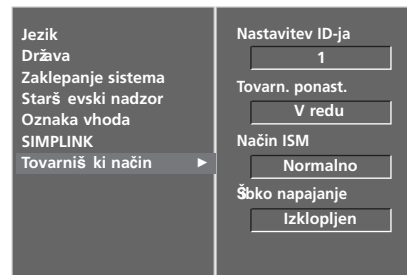 Jezik
Država
Zaklepanje sistema
Starš evski nadzor
Oznaka vhoda
SIMPLINK
Tovarniš ki način ►
Nastavitev ID-ja
1
Tovarn. ponast.
V redu
Način ISM
Normalno
Šbko napajanje
Izklopljen